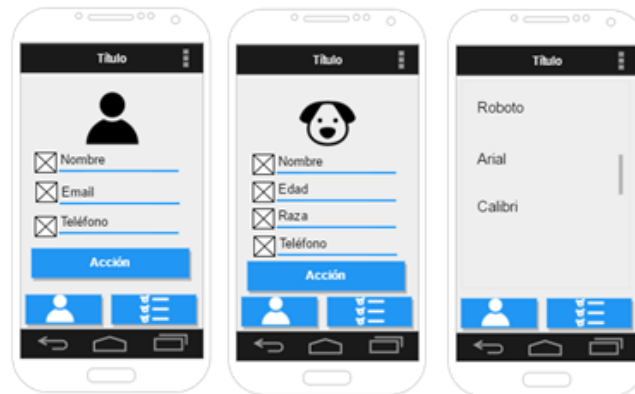 Título
Nombre
Email
Teléfono
Acción
Título
Nombre
Edad
Raza
Teléfono
Acción
Título
Roboto
Arial
Calibri